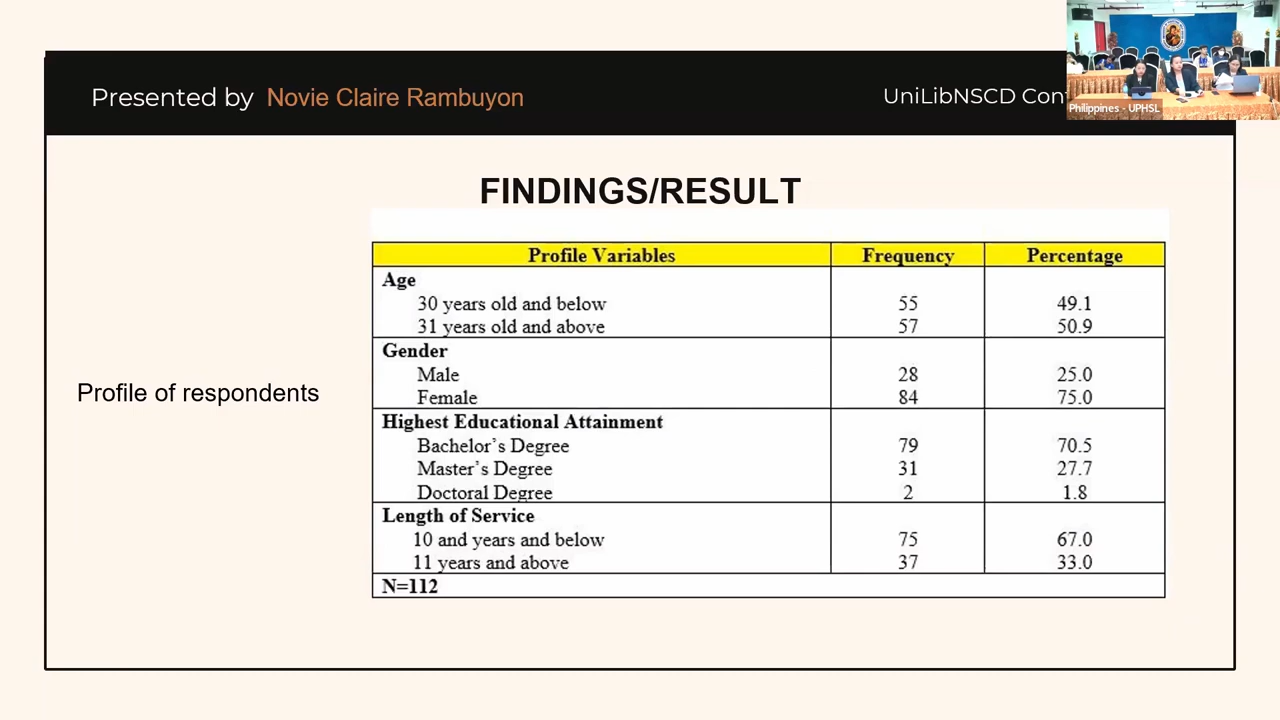 Presented by Novie Claire Rambuyon
UniLibNSCD Con
Philippines - UPHSL
FINDINGS/RESULT
Profile of respondents
Profile Variables Frequency Percentage
Age
30 years old and below 55 49.1
31 years old and above 57 50.9
Gender
Male 28 25.0
Female 84 75.0
Highest Educational Attainment
Bachelor's Degree 79 70.5
Master's Degree 31 27.7
Doctoral Degree 2 1.8
Length of Service
10 and years and below 75 67.0
11 years and above 37 33.0
N=112